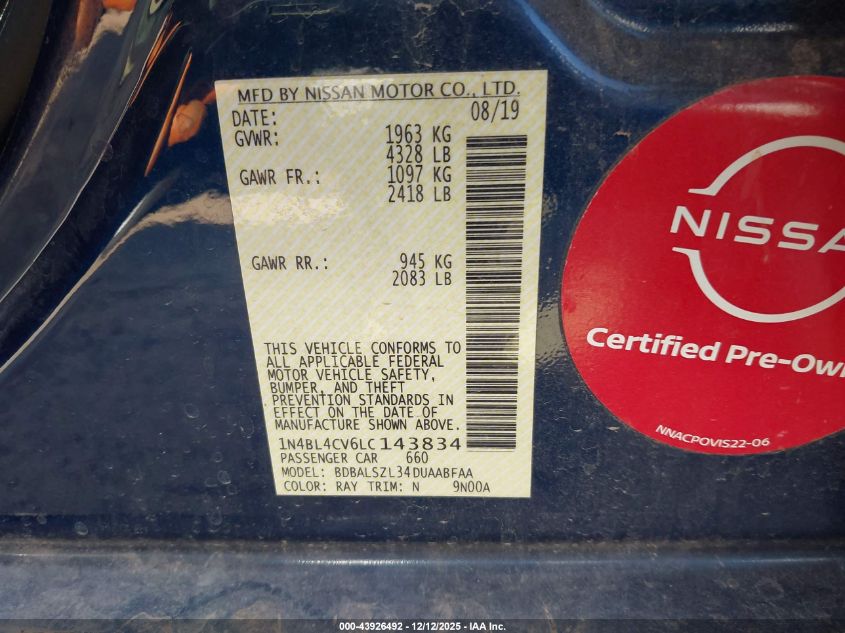 MFD BY NISSAN MOTOR CO., LTD.
DATE: 08/19
GVWR: 1963 KG
4328 LB
GAWR FR.: 1097 KG
2418 LB
GAWR RR.: 945 KG
2083 LB
THIS VEHICLE CONFORMS TO
ALL APPLICABLE FEDERAL
MOTOR VEHICLE SAFETY,
BUMPER, AND THEFT
PREVENTION STANDARDS IN
EFFECT ON THE DATE OF
MANUFACTURE SHOWN ABOVE.
1N4BL4CV6LC143834
PASSENGER CAR 660
MODEL: BDBALSZL34DUAABFAA
COLOR: RAY TRIM: N 9N00A
NISSA
Certified Pre-Own
NNACPOVIS22-06
000-43926492 - 12/12/2025 - IAA Inc.